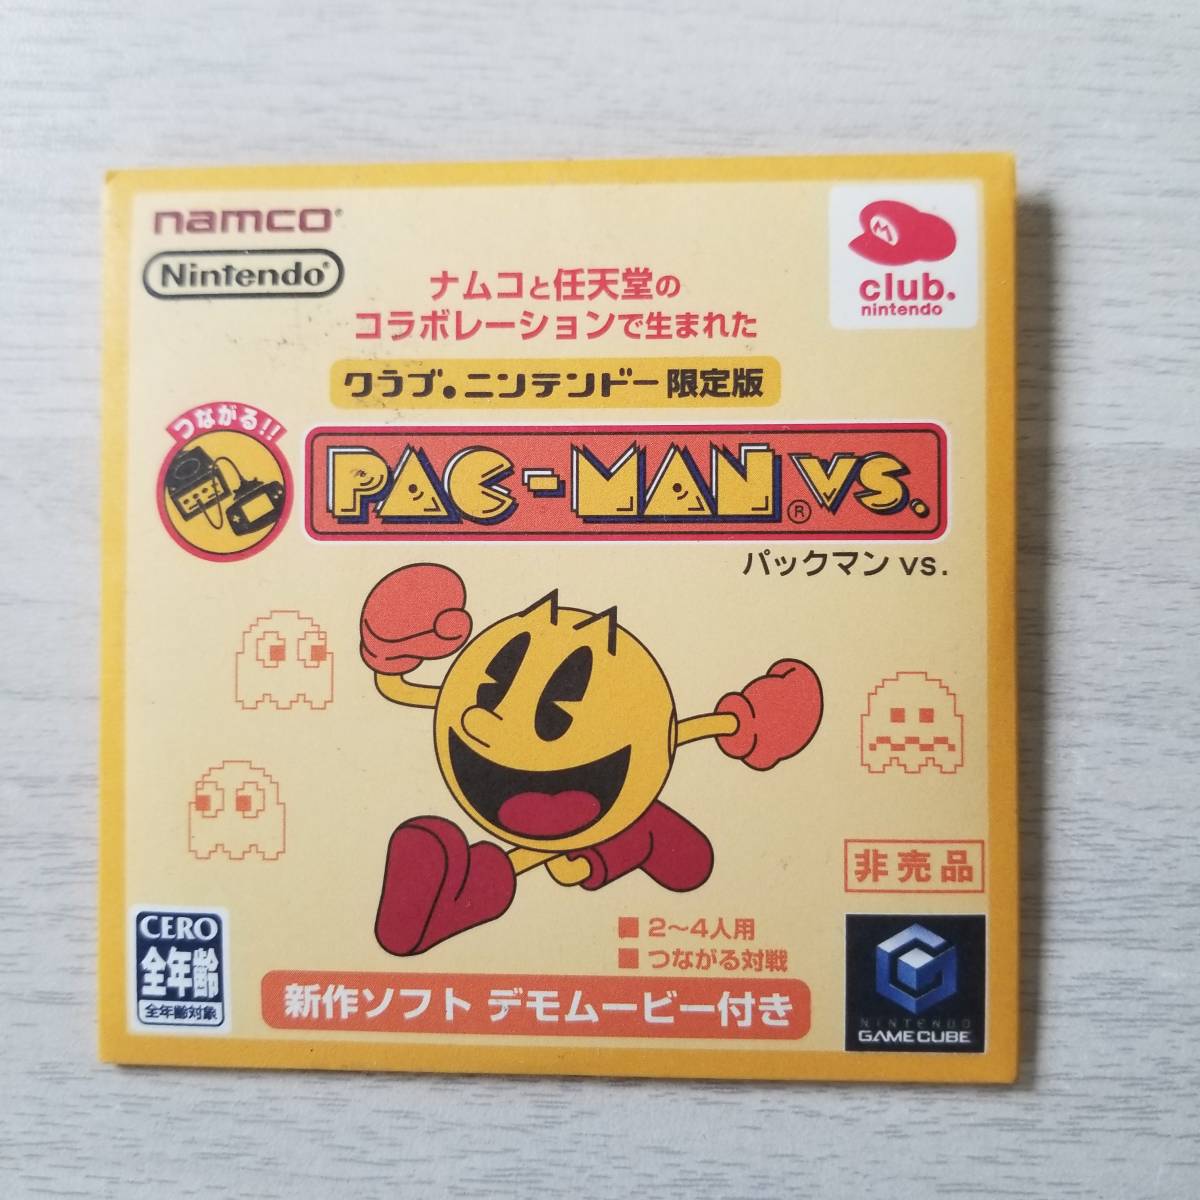 namco®
Nintendo®
club.
nintendo
ナムコと任天堂の
コラボレーションで生まれた
クラブ・ニンテンドー限定版
つながる!!
PAC-MAN® VS.
パックマン vs.
非売品
■ 2〜4人用
■ つながる対戦
CERO
全年齢
全年齢対象
新作ソフト デモムービー付き
NINTENDO
GAMECUBE